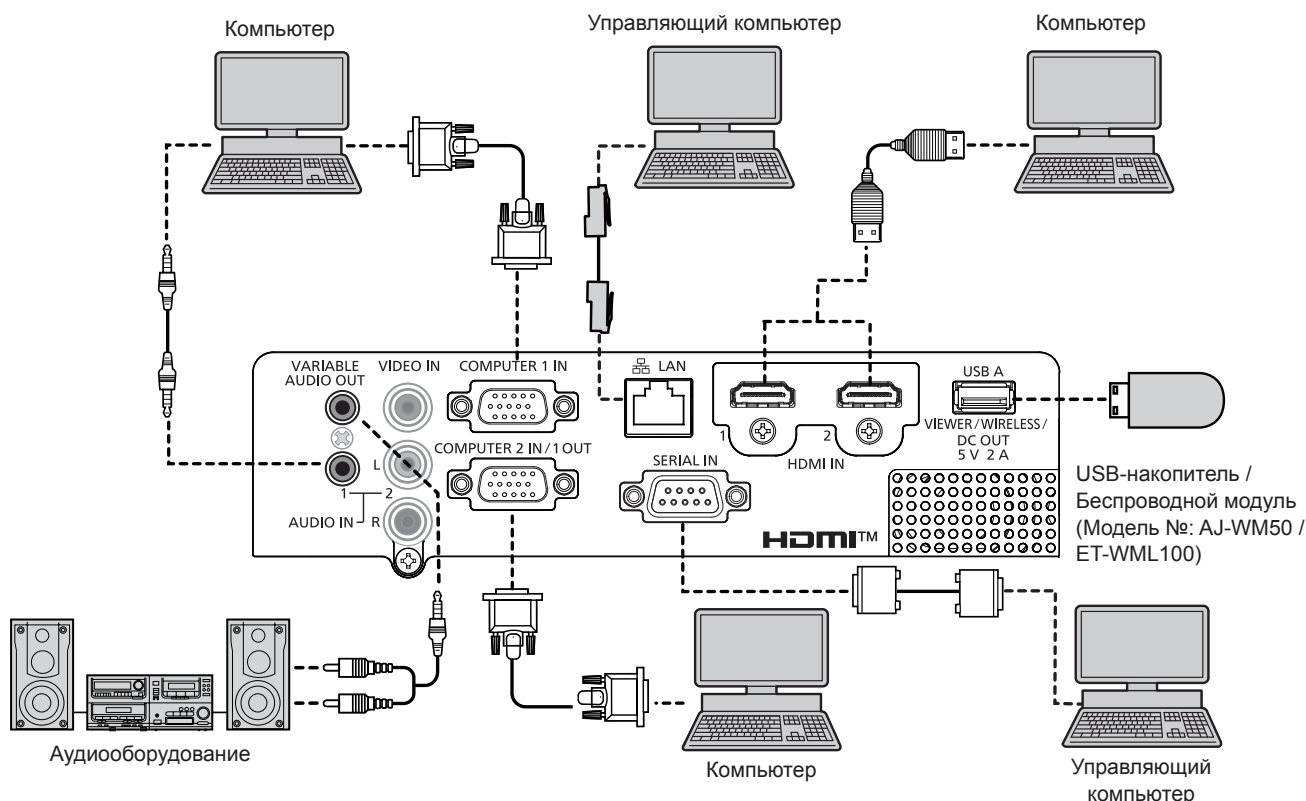 Компьютер
Управляющий компьютер
Компьютер
VARIABLE
AUDIO OUT
VIDEO IN
COMPUTER 1 IN
LAN
USB A
VIEWER/WIRELESS/
DC OUT
5 V 2 A
1
2
HDMI IN
COMPUTER 2 IN/1 OUT
SERIAL IN
L
1
2
AUDIO IN
R
HDMI™
USB-накопитель /
Беспроводной модуль
(Модель №: AJ-WM50 /
ET-WML100)
Аудиооборудование
Компьютер
Управляющий
компьютер